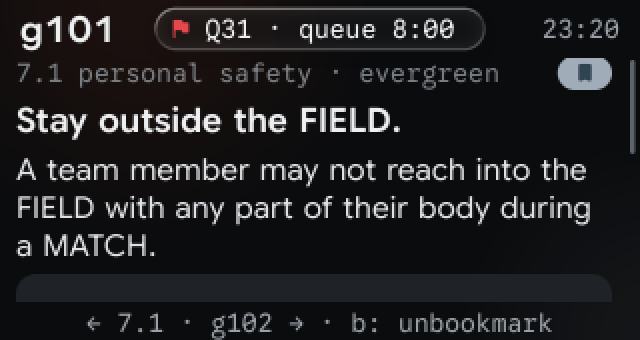 g101
Q31 · queue 8:00
23:20
7.1 personal safety · evergreen
Stay outside the FIELD.
A team member may not reach into the
FIELD with any part of their body during
a MATCH.
← 7.1 · g102 → · b: unbookmark